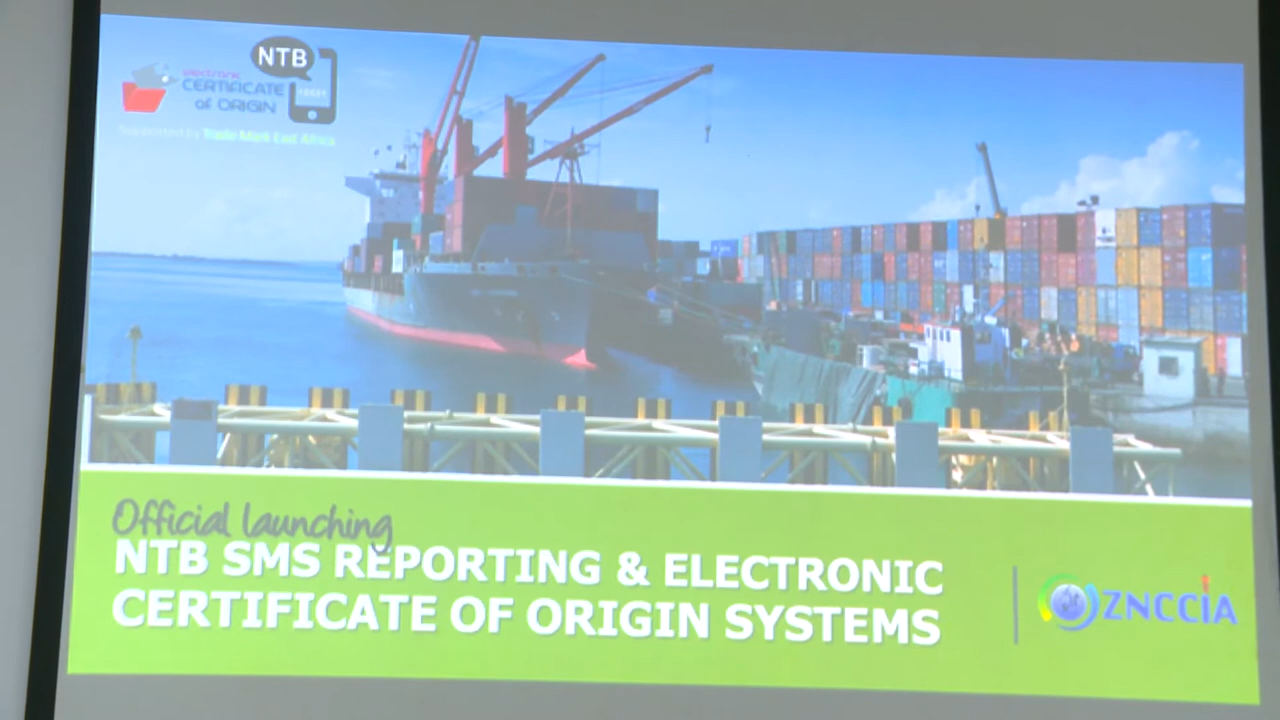 NTB
electronic
CERTIFICATE
of ORIGIN
Supported by Trade Mark East Africa
Official launching
NTB SMS REPORTING & ELECTRONIC
CERTIFICATE OF ORIGIN SYSTEMS
ZNCCIA